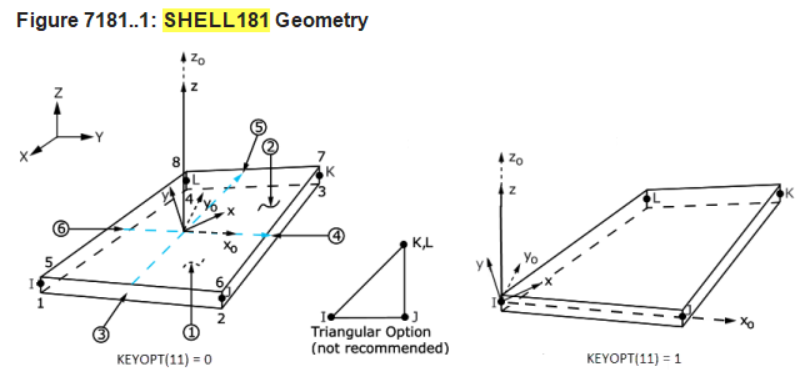 Figure 7181..1: SHELL181 Geometry
z₀
z
Z
Y
X
8
L
5
2
7
K
3
y
4
y₀
x
x₀
6
4
5
I
1
6
J
2
3
1
KEYOPT(11) = 0
K,L
I
J
Triangular Option
(not recommended)
z₀
z
L
K
y
y₀
x
I
J
x₀
KEYOPT(11) = 1